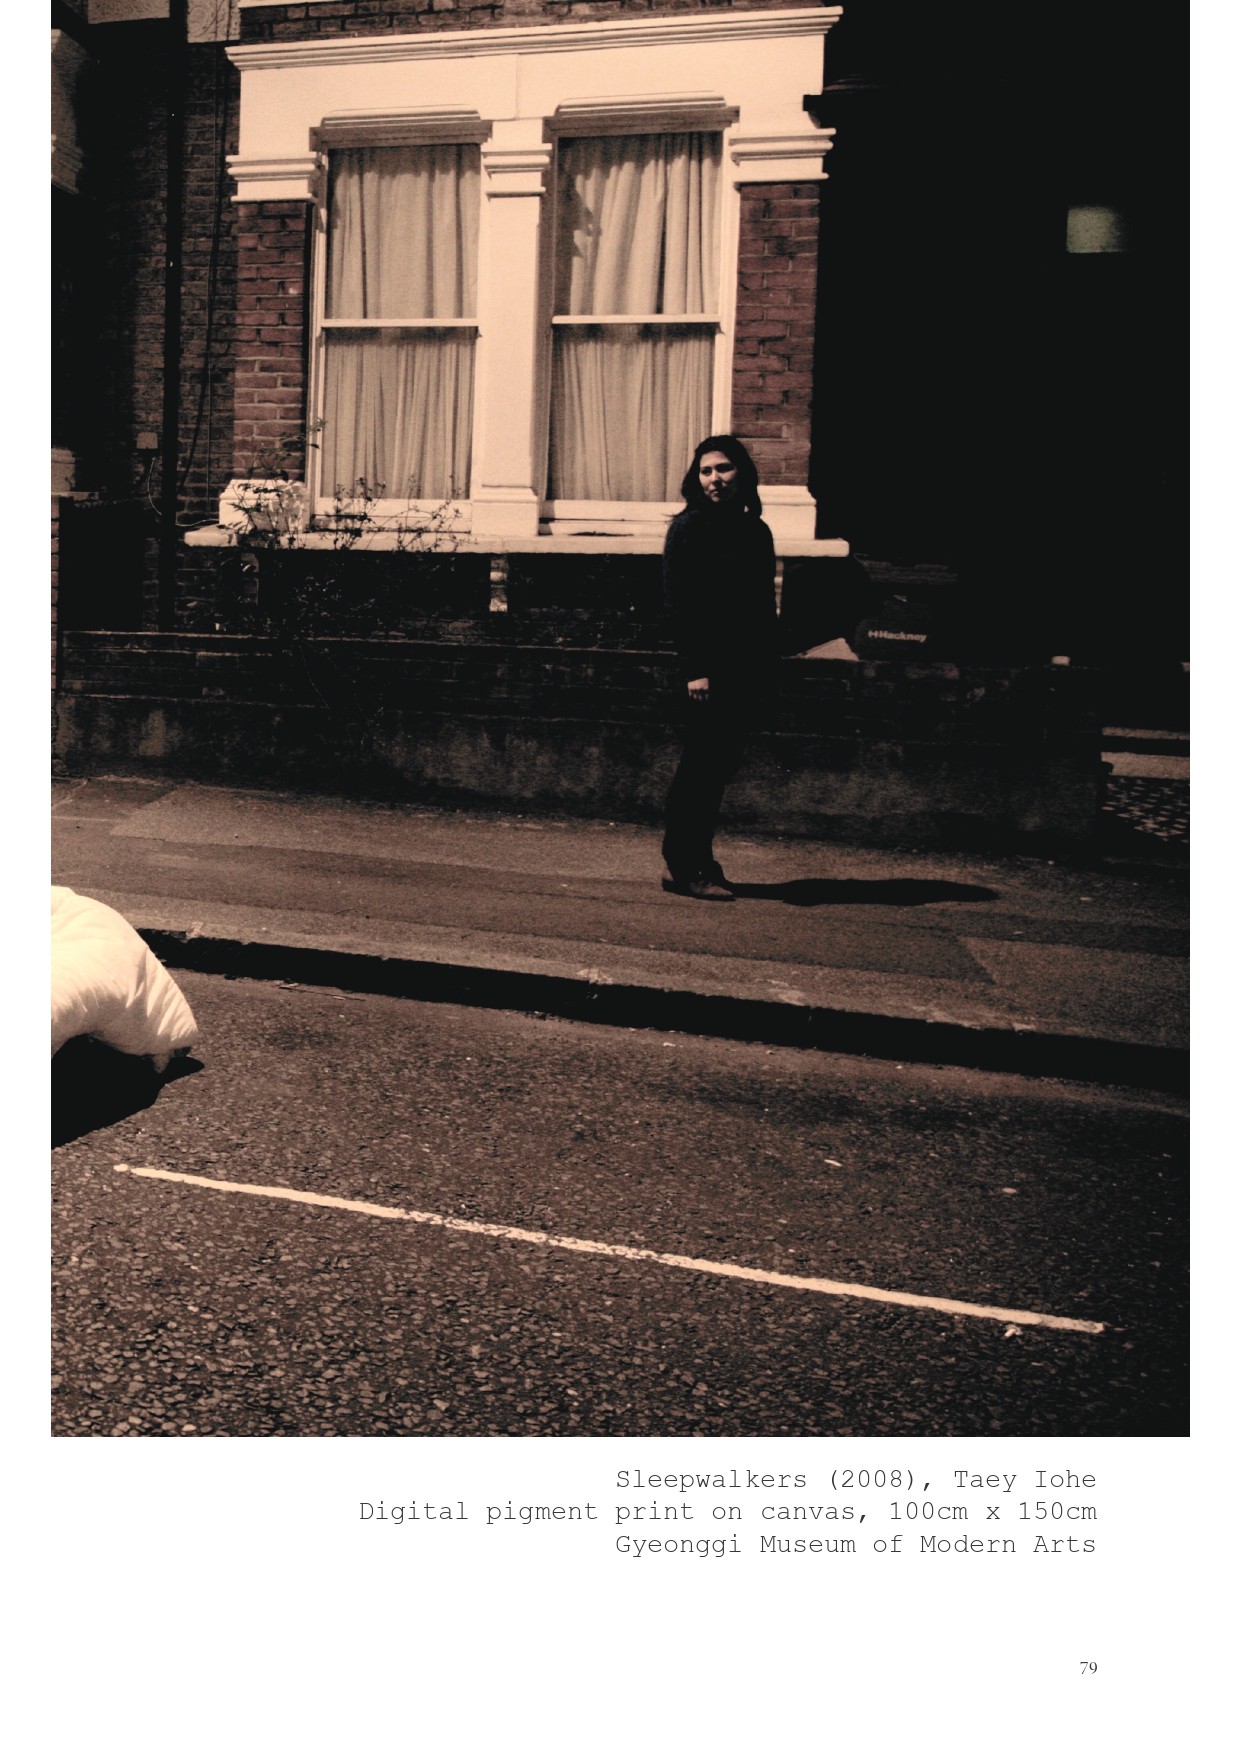 Hackney
Sleepwalkers (2008), Taey Iohe
Digital pigment print on canvas, 100cm x 150cm
Gyeonggi Museum of Modern Arts
79